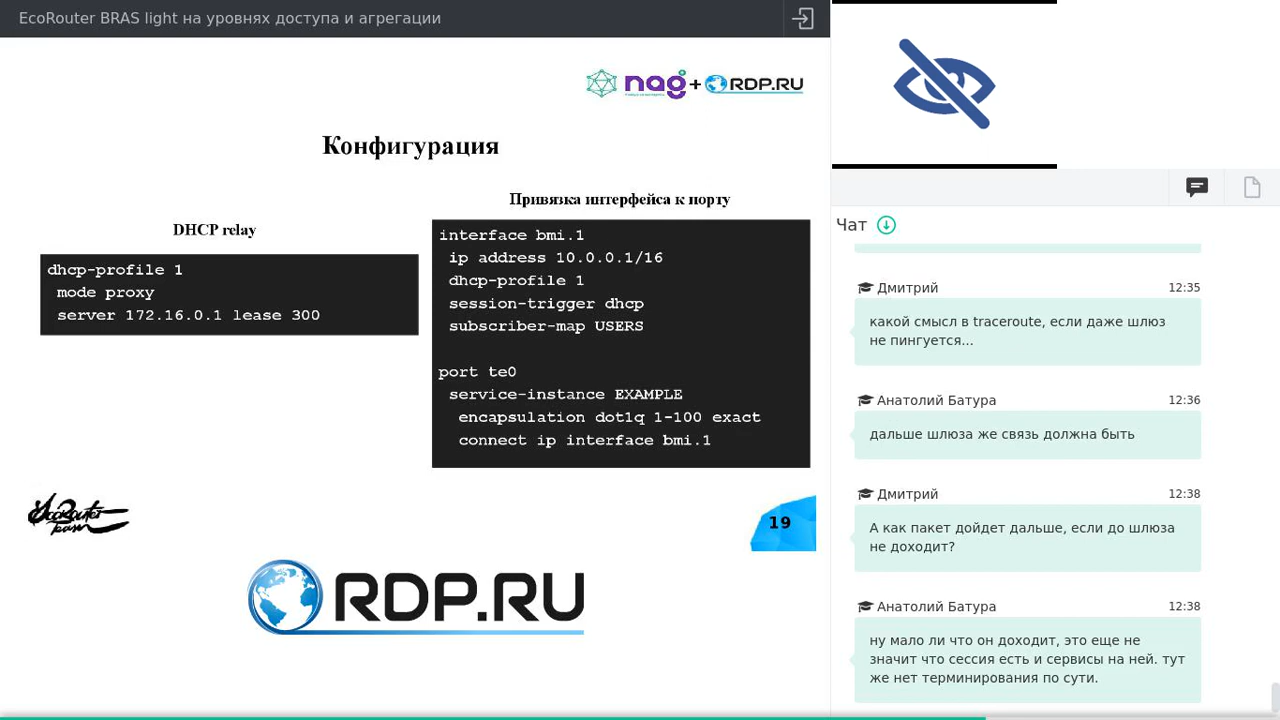 EcoRouter BRAS light на уровнях доступа и агрегации
nag + RDP.RU
Конфигурация
DHCP relay
dhcp-profile 1
mode proxy
server 172.16.0.1 lease 300
Привязка интерфейса к порту
interface bmi.1
ip address 10.0.0.1/16
dhcp-profile 1
session-trigger dhcp
subscriber-map USERS
port te0
service-instance EXAMPLE
encapsulation dot1q 1-100 exact
connect ip interface bmi.1
EcoRouter
team
19
RDP.RU
Чат
Дмитрий 12:35
какой смысл в traceroute, если даже шлюз
не пингуется...
Анатолий Батура 12:36
дальше шлюза же связь должна быть
Дмитрий 12:38
А как пакет дойдет дальше, если до шлюза
не доходит?
Анатолий Батура 12:38
ну мало ли что он доходит, это еще не
значит что сессия есть и сервисы на ней. тут
же нет терминирования по сути.